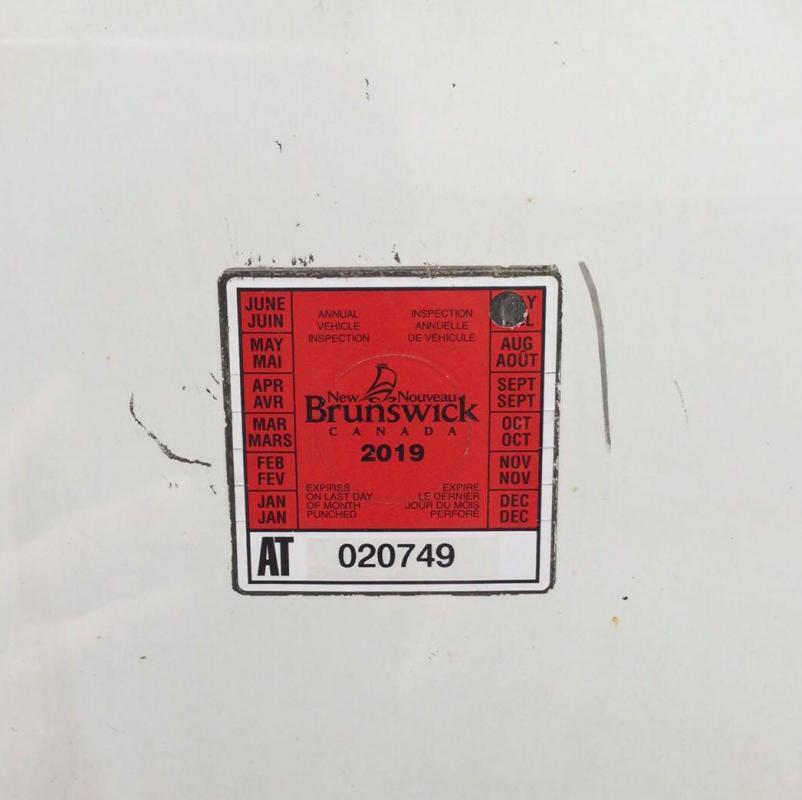 JUNE
JUIN
MAY
MAI
APR
AVR
MAR
MARS
FEB
FEV
JAN
JAN
ANNUAL
VEHICLE
INSPECTION
INSPECTION
ANNUELLE
DE VÉHICULE
New Nouveau
Brunswick
CANADA
2019
EXPIRES
ON LAST DAY
OF MONTH
PUNCHED
EXPIRE
LE DERNIER
JOUR DU MOIS
PERFORÉ
AUG
AOÛT
SEPT
SEPT
OCT
OCT
NOV
NOV
DEC
DEC
AT 020749